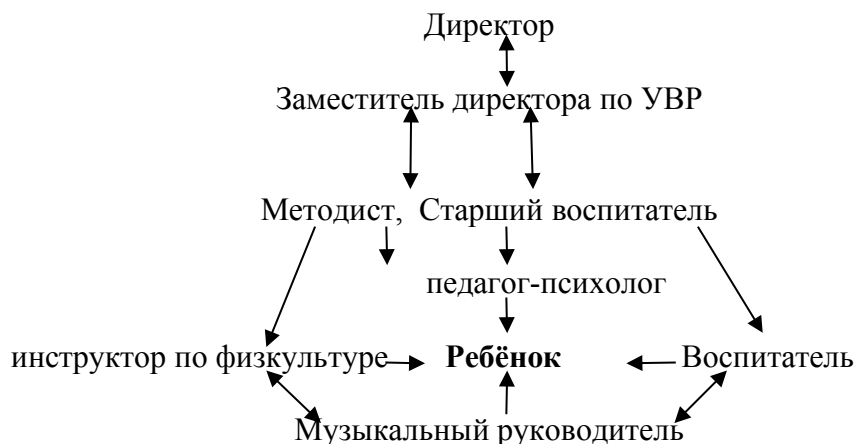 Директор
Заместитель директора по УВР
Методист, Старший воспитатель
педагог-психолог
инструктор по физкультуре Ребёнок Воспитатель
Музыкальный руководитель